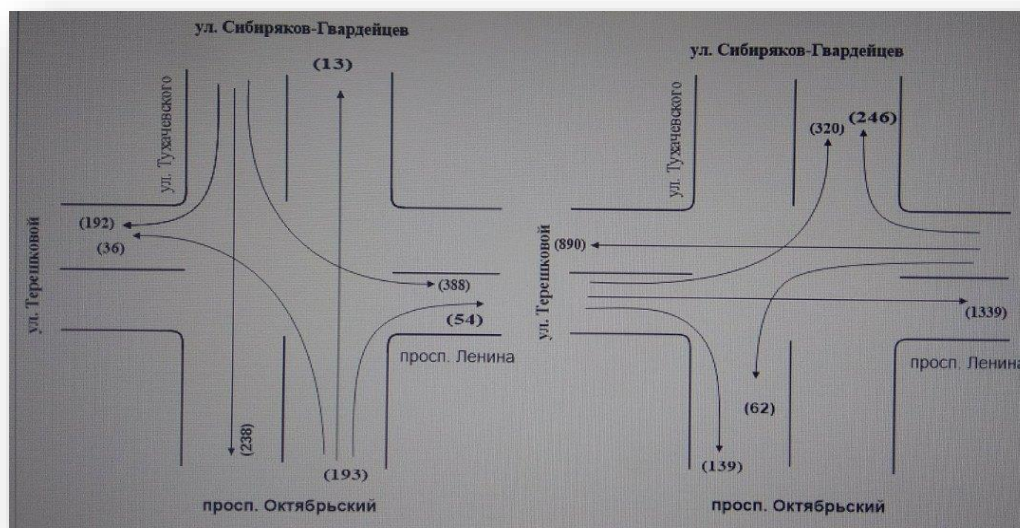 ул. Сибиряков-Гвардейцев
(13)
ул. Тухачевского
(192)
(36)
ул. Терешковой
(388)
(54)
просп. Ленина
(238)
(193)
просп. Октябрьский
ул. Сибиряков-Гвардейцев
(320)
(246)
ул. Тухачевского
(890)
ул. Терешковой
(1339)
просп. Ленина
(62)
(139)
просп. Октябрьский